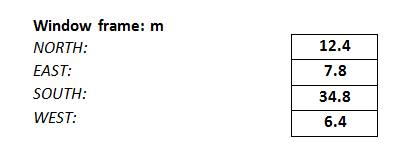 Window frame: m
NORTH: 12.4
EAST: 7.8
SOUTH: 34.8
WEST: 6.4